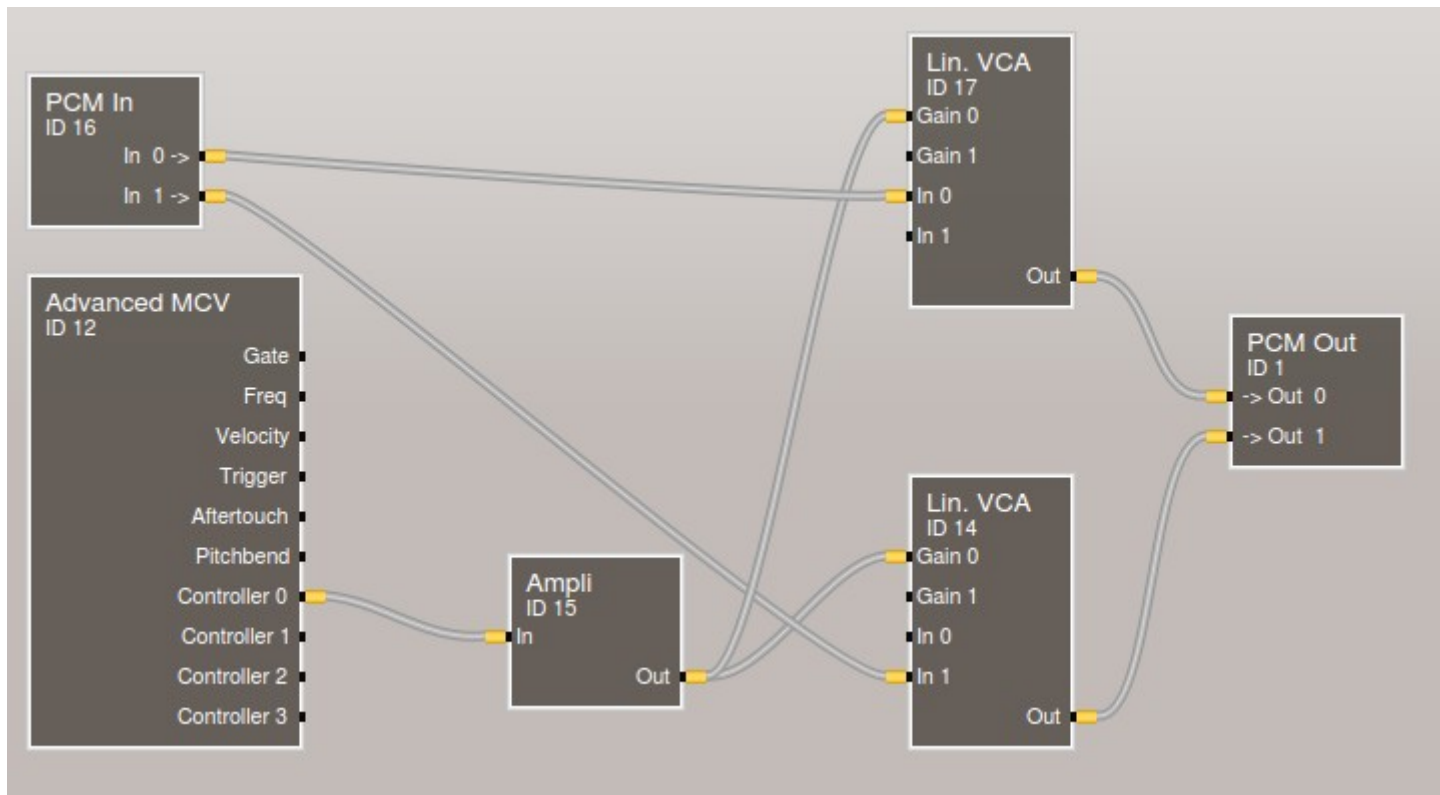 PCM In
ID 16
In 0 ->
In 1 ->
Advanced MCV
ID 12
Gate
Freq
Velocity
Trigger
Aftertouch
Pitchbend
Controller 0
Controller 1
Controller 2
Controller 3
Ampli
ID 15
In
Out
Lin. VCA
ID 17
Gain 0
Gain 1
In 0
In 1
Out
Lin. VCA
ID 14
Gain 0
Gain 1
In 0
In 1
Out
PCM Out
ID 1
-> Out 0
-> Out 1